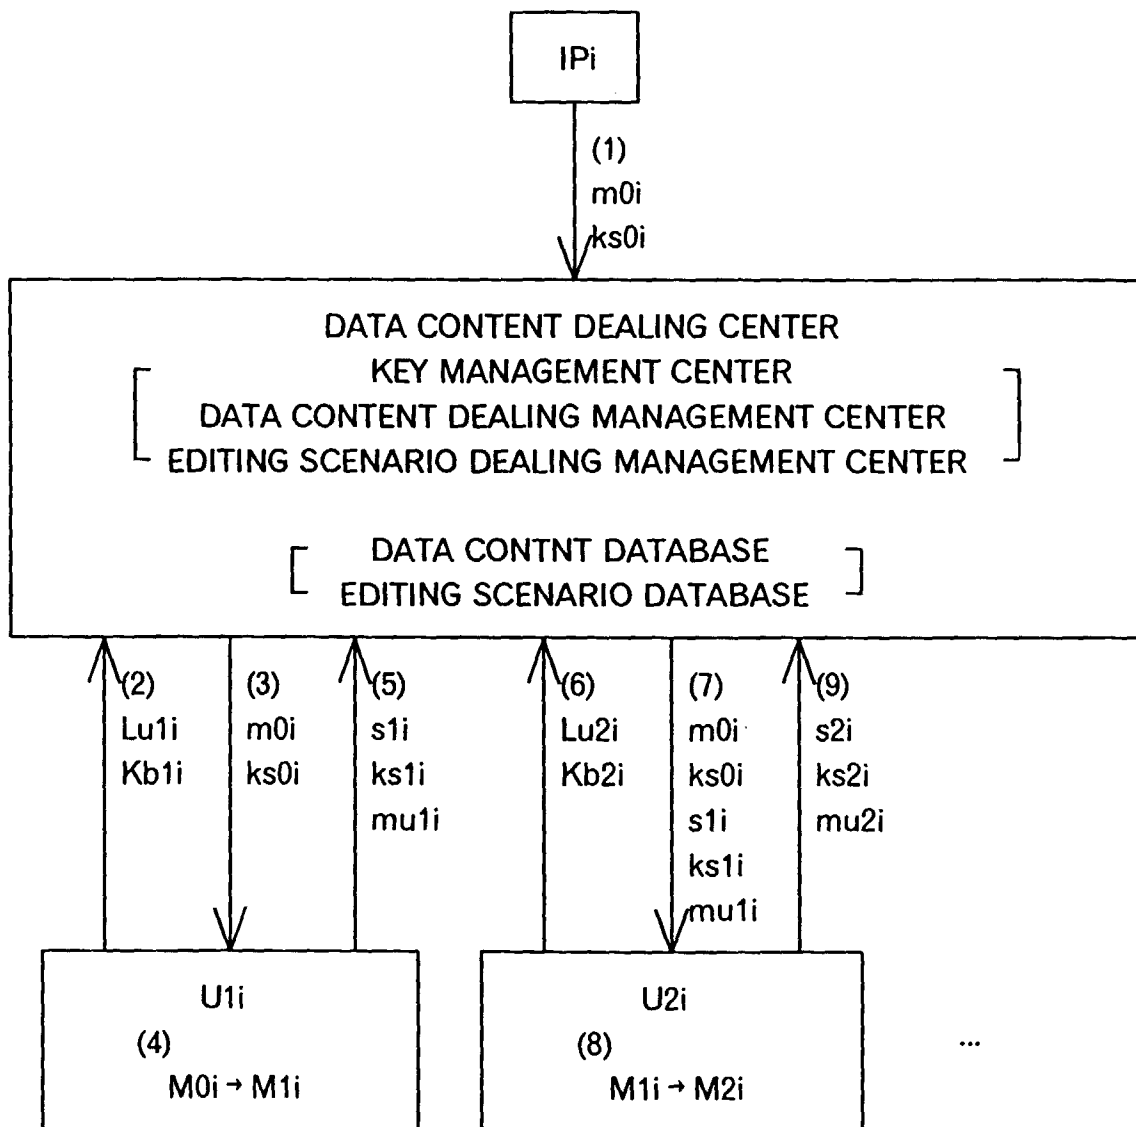 IPi
(1)
m0i
ks0i
DATA CONTENT DEALING CENTER
KEY MANAGEMENT CENTER
DATA CONTENT DEALING MANAGEMENT CENTER
EDITING SCENARIO DEALING MANAGEMENT CENTER
DATA CONTNT DATABASE
EDITING SCENARIO DATABASE
(2)
Lu1i
Kb1i
(3)
m0i
ks0i
(5)
s1i
ks1i
mu1i
(6)
Lu2i
Kb2i
(7)
m0i
ks0i
s1i
ks1i
mu1i
(9)
s2i
ks2i
mu2i
U1i
(4)
M0i → M1i
U2i
(8)
M1i → M2i
...